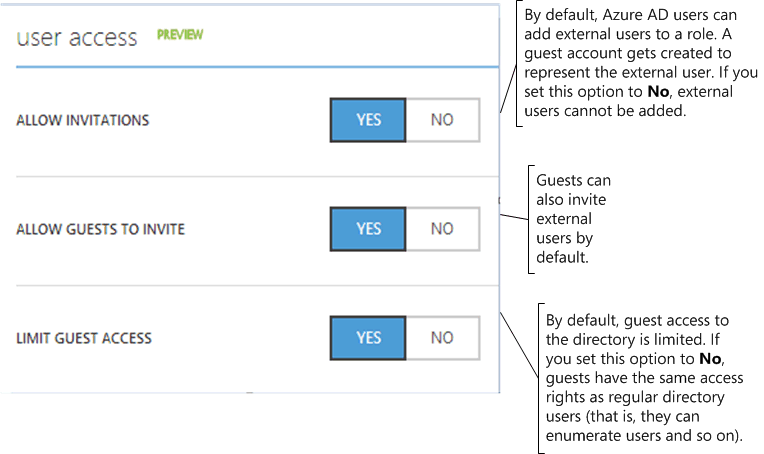 user access PREVIEW
ALLOW INVITATIONS YES NO
By default, Azure AD users can
add external users to a role. A
guest account gets created to
represent the external user. If you
set this option to No, external
users cannot be added.
ALLOW GUESTS TO INVITE YES NO
Guests can
also invite
external
users by
default.
LIMIT GUEST ACCESS YES NO
By default, guest access to
the directory is limited. If
you set this option to No,
guests have the same access
rights as regular directory
users (that is, they can
enumerate users and so on).